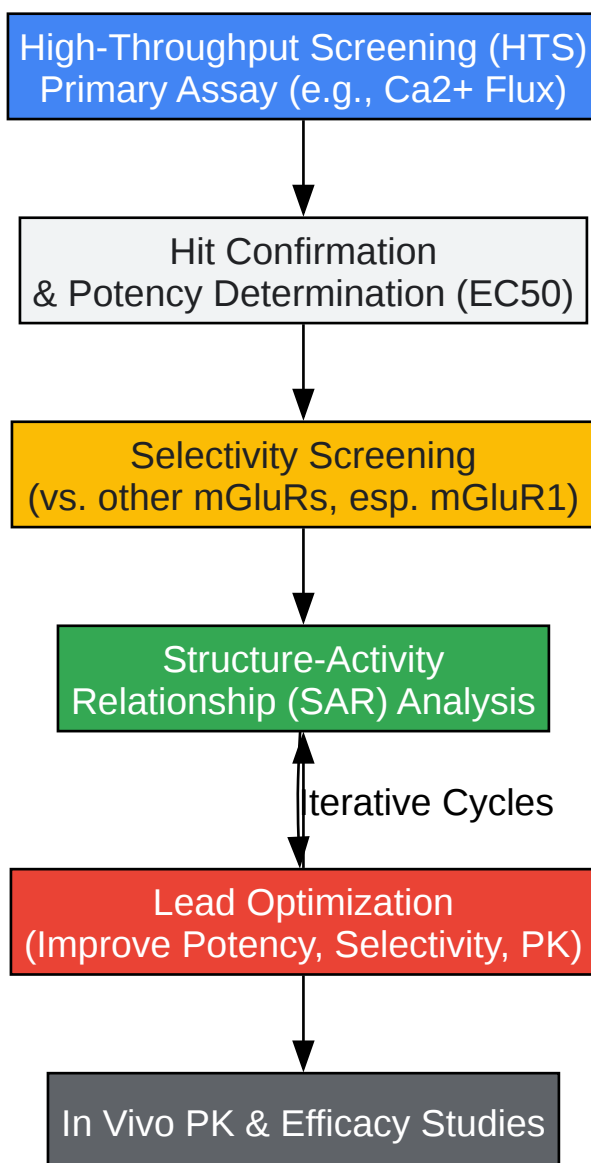 High-Throughput Screening (HTS)
Primary Assay (e.g., Ca2+ Flux)
Hit Confirmation
& Potency Determination (EC50)
Selectivity Screening
(vs. other mGluRs, esp. mGluR1)
Structure-Activity
Relationship (SAR) Analysis
Iterative Cycles
Lead Optimization
(Improve Potency, Selectivity, PK)
In Vivo PK & Efficacy Studies